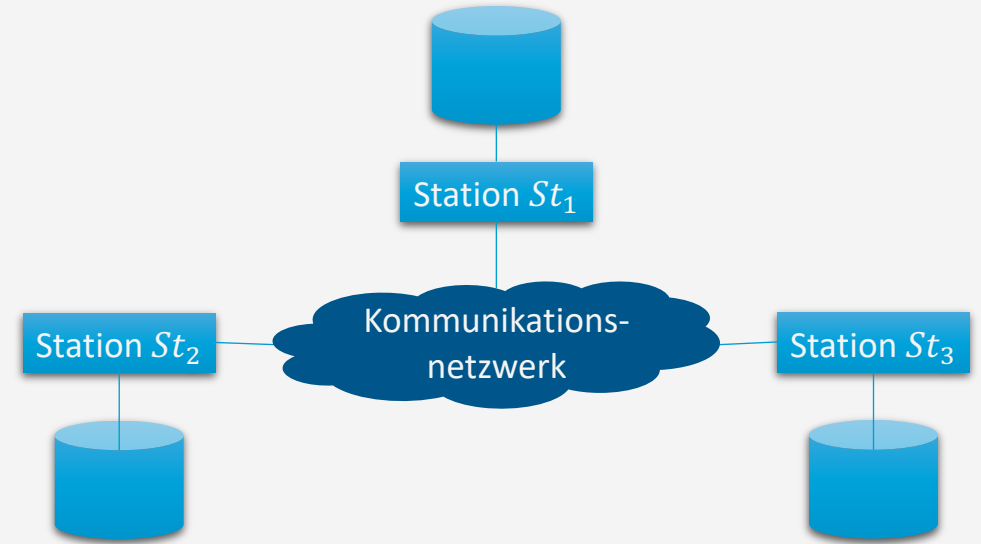 Station St₁
Kommunikations-
netzwerk
Station St₂
Station St₃